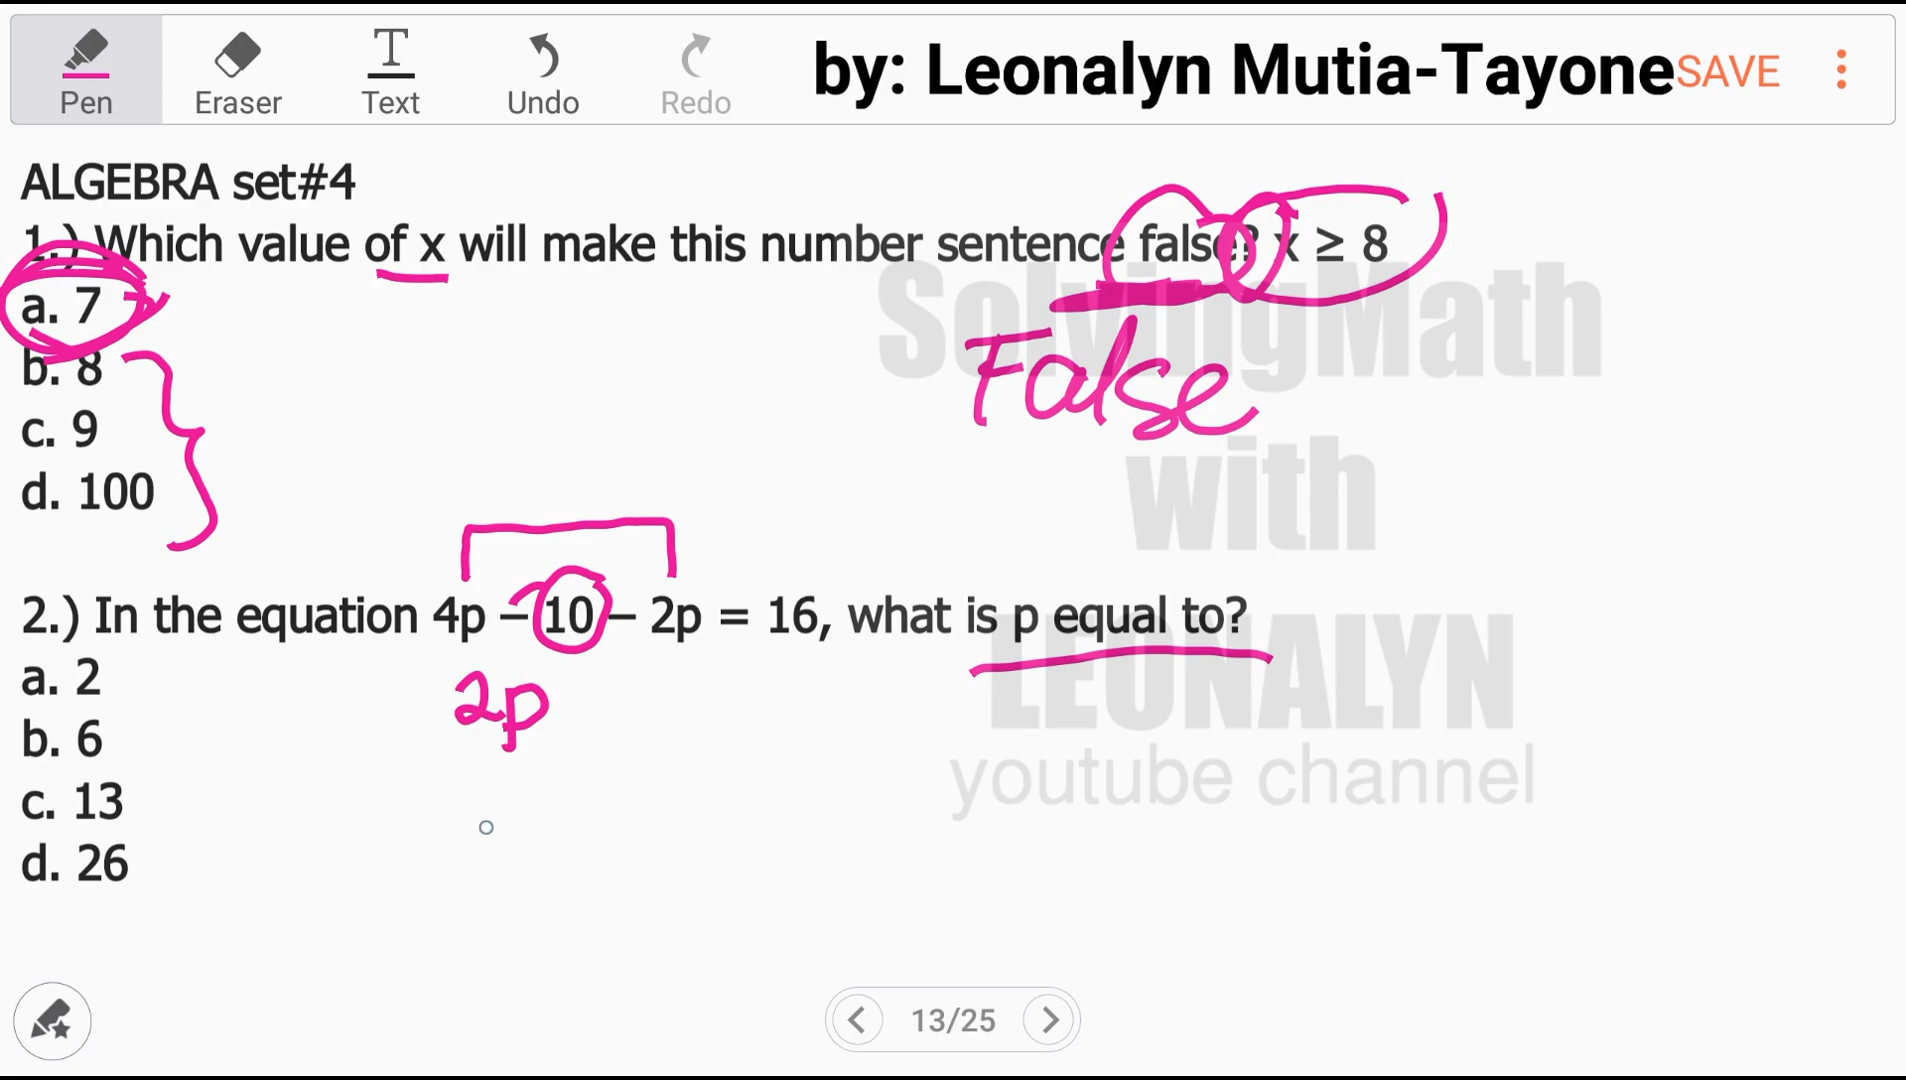 Pen
Eraser
Text
Undo
Redo
by: Leonalyn Mutia-Tayone
SAVE
ALGEBRA set#4
1.) Which value of x will make this number sentence false? x ≥ 8
a. 7
b. 8
c. 9
d. 100
False
SolvingMath
with
LEONALYN
youtube channel
2.) In the equation 4p – 10 – 2p = 16, what is p equal to?
2p
a. 2
b. 6
c. 13
d. 26
13/25